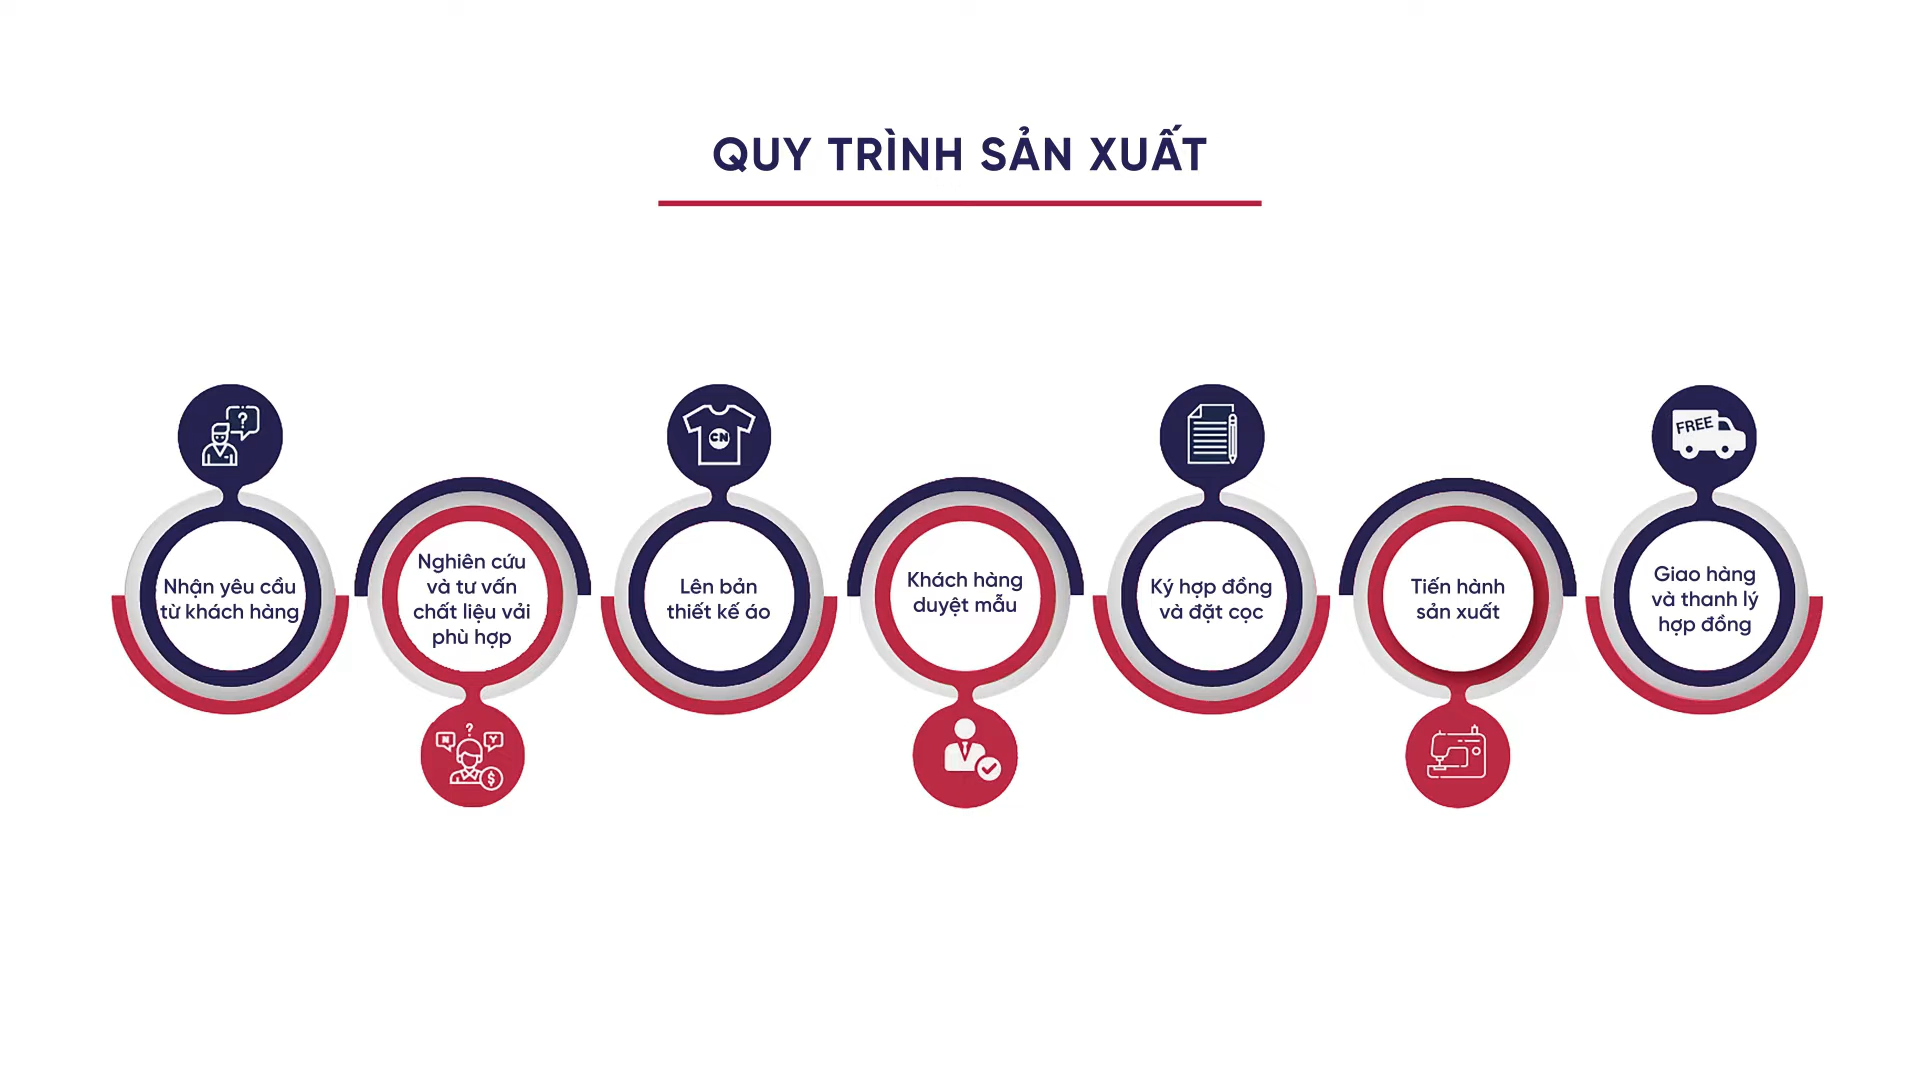 QUY TRÌNH SẢN XUẤT
Nhận yêu cầu
từ khách hàng
Nghiên cứu
và tư vấn
chất liệu vải
phù hợp
N
?
Y
$
CN
Lên bản
thiết kế áo
Khách hàng
duyệt mẫu
Ký hợp đồng
và đặt cọc
Tiến hành
sản xuất
FREE
Giao hàng
và thanh lý
hợp đồng